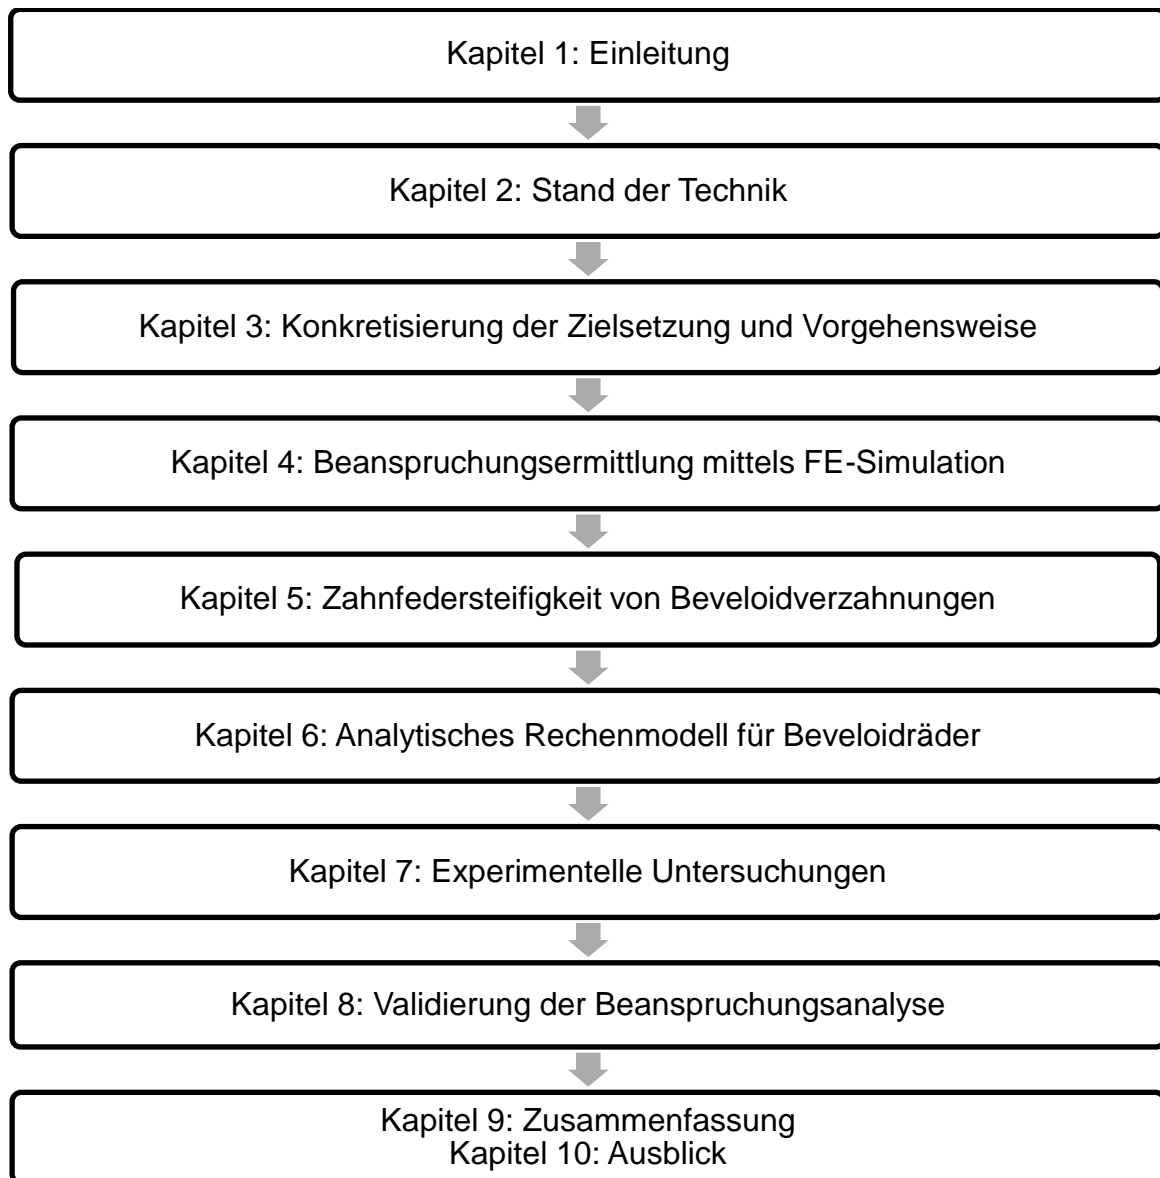 Kapitel 1: Einleitung
Kapitel 2: Stand der Technik
Kapitel 3: Konkretisierung der Zielsetzung und Vorgehensweise
Kapitel 4: Beanspruchungsermittlung mittels FE-Simulation
Kapitel 5: Zahnfedersteifigkeit von Beveloidverzahnungen
Kapitel 6: Analytisches Rechenmodell für Beveloidräder
Kapitel 7: Experimentelle Untersuchungen
Kapitel 8: Validierung der Beanspruchungsanalyse
Kapitel 9: Zusammenfassung
Kapitel 10: Ausblick